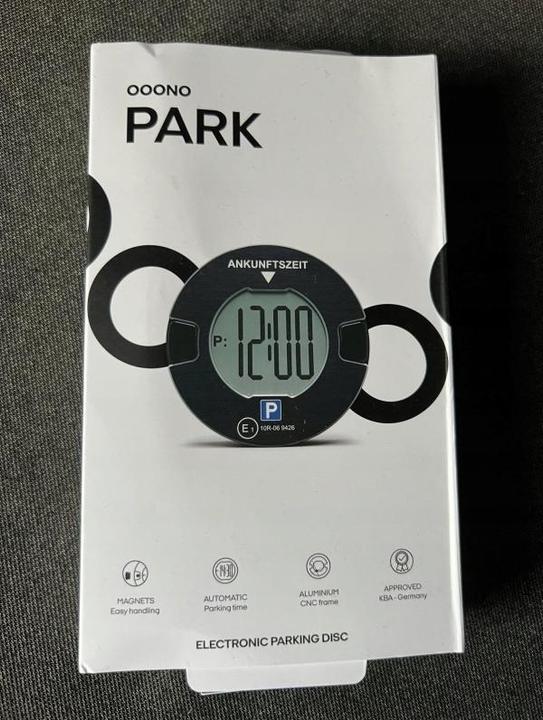 OOONO
PARK
ANKUNFTSZEIT
P: 12:00
P
E1 10R-06 9426
MAGNETS
Easy handling
AUTOMATIC
Parking time
ALUMINIUM
CNC frame
APPROVED
KBA - Germany
ELECTRONIC PARKING DISC